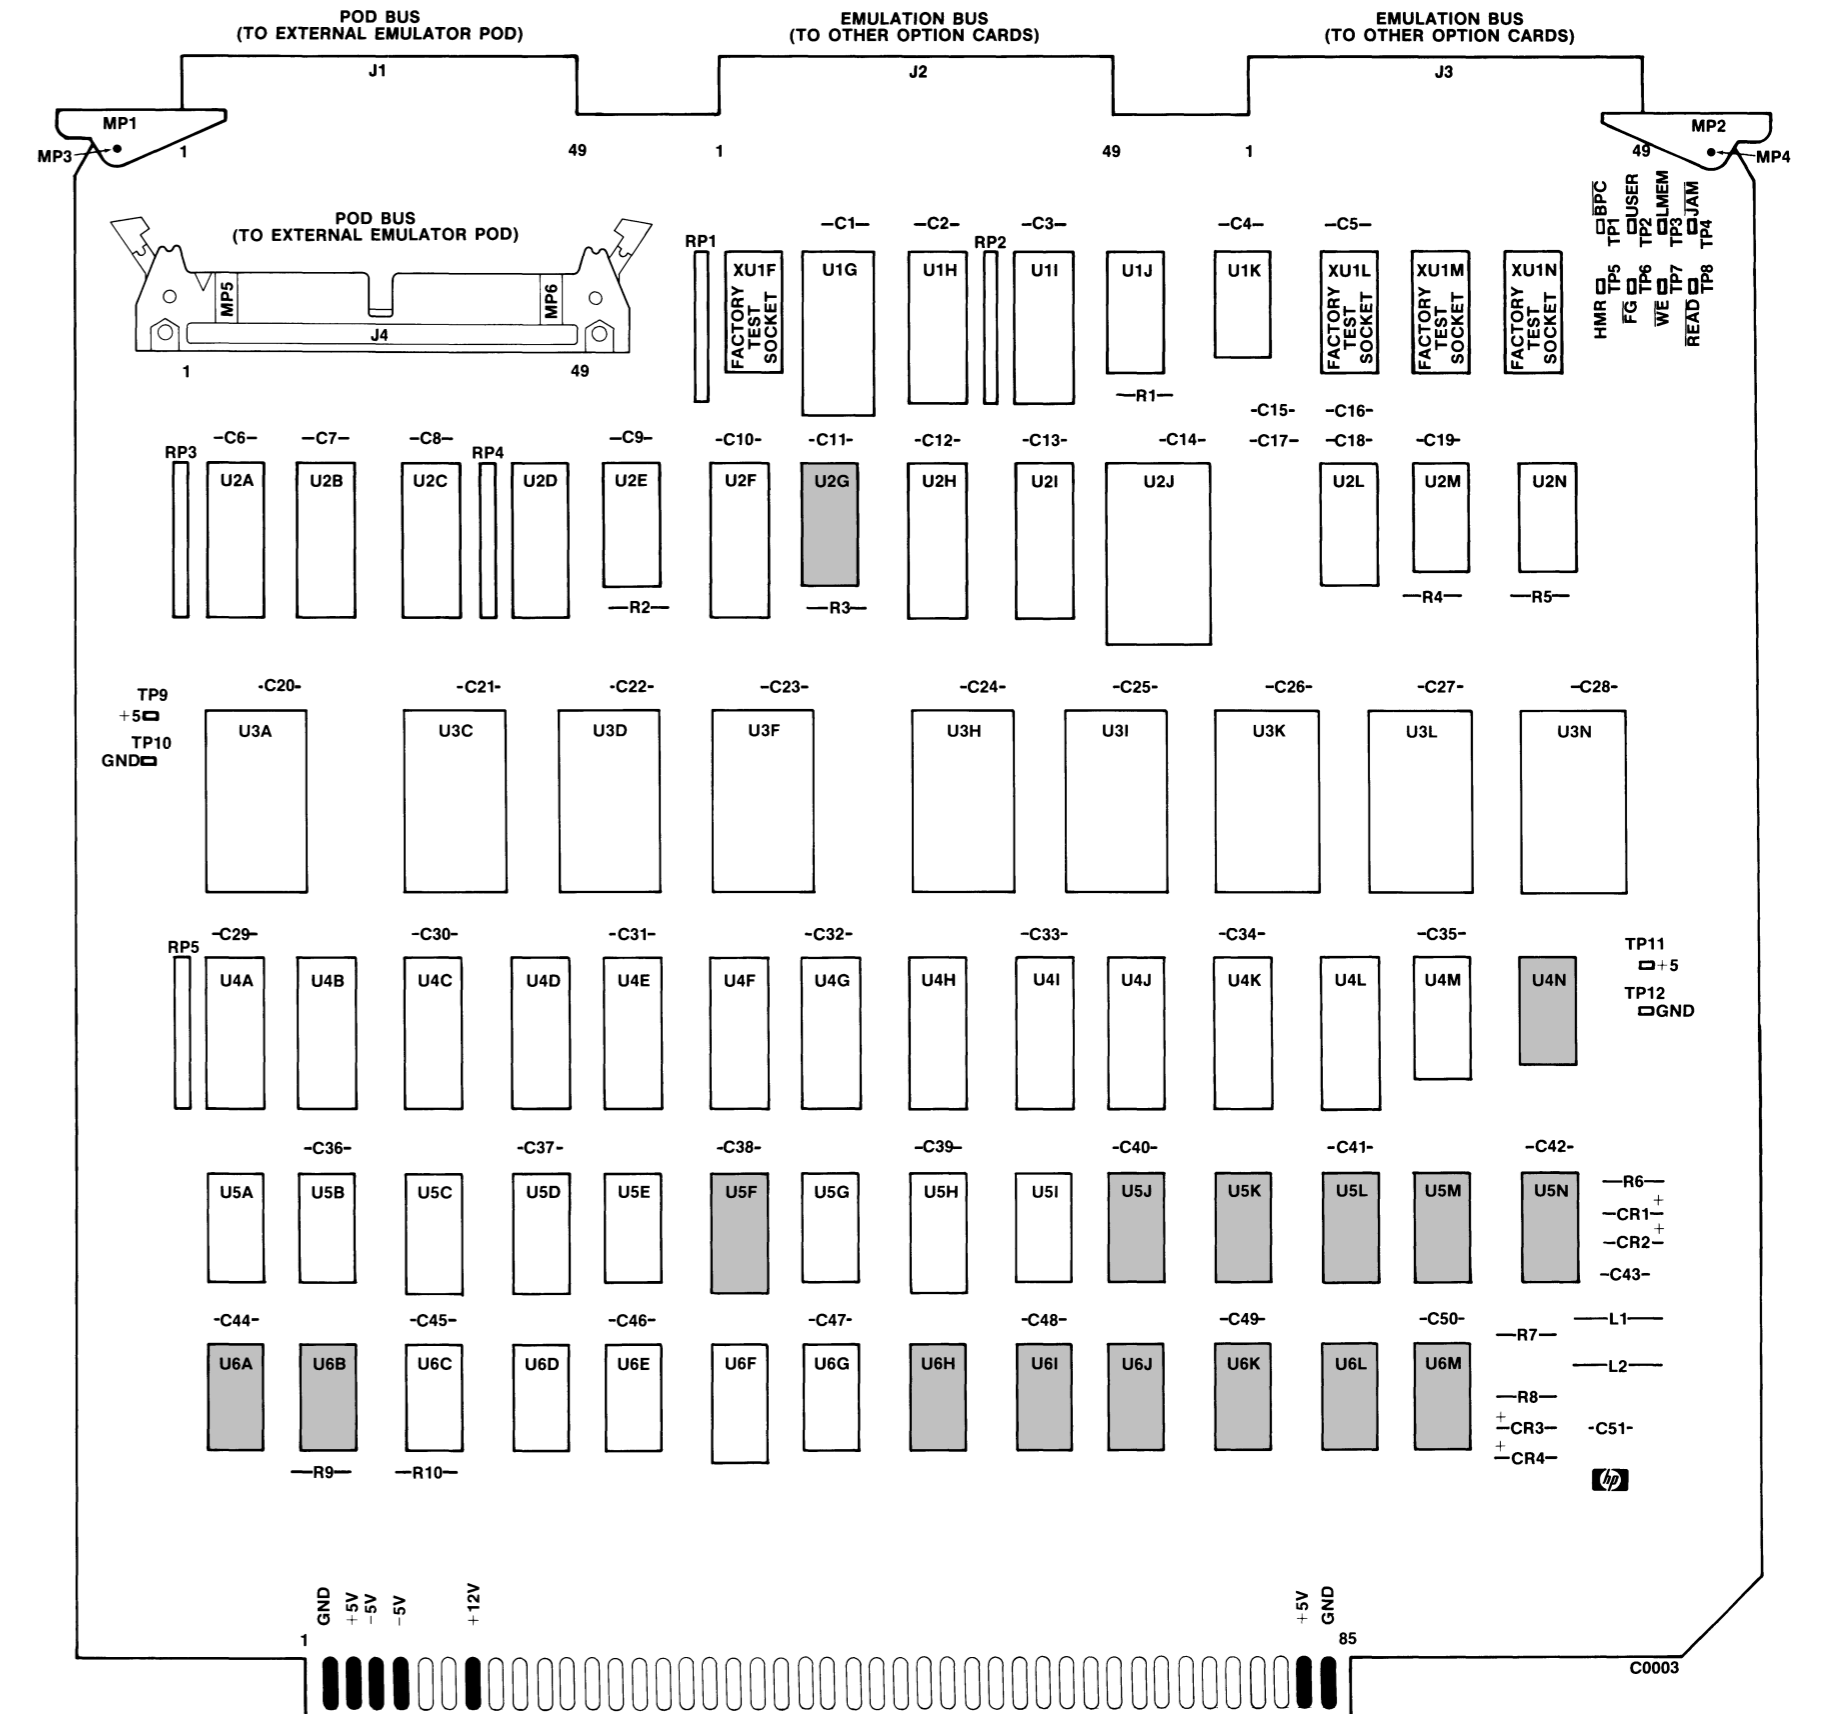 POD BUS
(TO EXTERNAL EMULATOR POD)
EMULATION BUS
(TO OTHER OPTION CARDS)
EMULATION BUS
(TO OTHER OPTION CARDS)
J1 J2 J3
MP1 MP2
MP3 1 49 1 49 1 49 MP4
BPC USER LMEM JAM
TP1 TP2 TP3 TP4
TP5 TP6 TP7 TP8
HMR FG WE READ
POD BUS
(TO EXTERNAL EMULATOR POD)
MP5 MP6
J4
1 49
-C1- -C2- -C3- -C4- -C5-
RP1 RP2
XU1F U1G U1H U1I U1J U1K XU1L XU1M XU1N
FACTORY TEST SOCKET
FACTORY TEST SOCKET
FACTORY TEST SOCKET
FACTORY TEST SOCKET
-R1-
-C15- -C16-
-C6- -C7- -C8- -C9- -C10- -C11- -C12- -C13- -C14- -C17- -C18- -C19-
RP3 RP4
U2A U2B U2C U2D U2E U2F U2G U2H U2I U2J U2L U2M U2N
-R2- -R3- -R4- -R5-
-C20- -C21- -C22- -C23- -C24- -C25- -C26- -C27- -C28-
TP9
+5
TP10
GND
U3A U3C U3D U3F U3H U3I U3K U3L U3N
-C29- -C30- -C31- -C32- -C33- -C34- -C35-
RP5
TP11
+5
TP12
GND
U4A U4B U4C U4D U4E U4F U4G U4H U4I U4J U4K U4L U4M U4N
-C36- -C37- -C38- -C39- -C40- -C41- -C42-
U5A U5B U5C U5D U5E U5F U5G U5H U5I U5J U5K U5L U5M U5N
-R6-
+
-CR1-
+
-CR2-
-C43-
-C44- -C45- -C46- -C47- -C48- -C49- -C50-
-L1-
-R7-
U6A U6B U6C U6D U6E U6F U6G U6H U6I U6J U6K U6L U6M
-L2-
-R8-
+
-CR3- -C51-
+
-CR4-
-R9- -R10-
hp
GND +5V -5V -5V +12V +5V GND
1 85
C0003